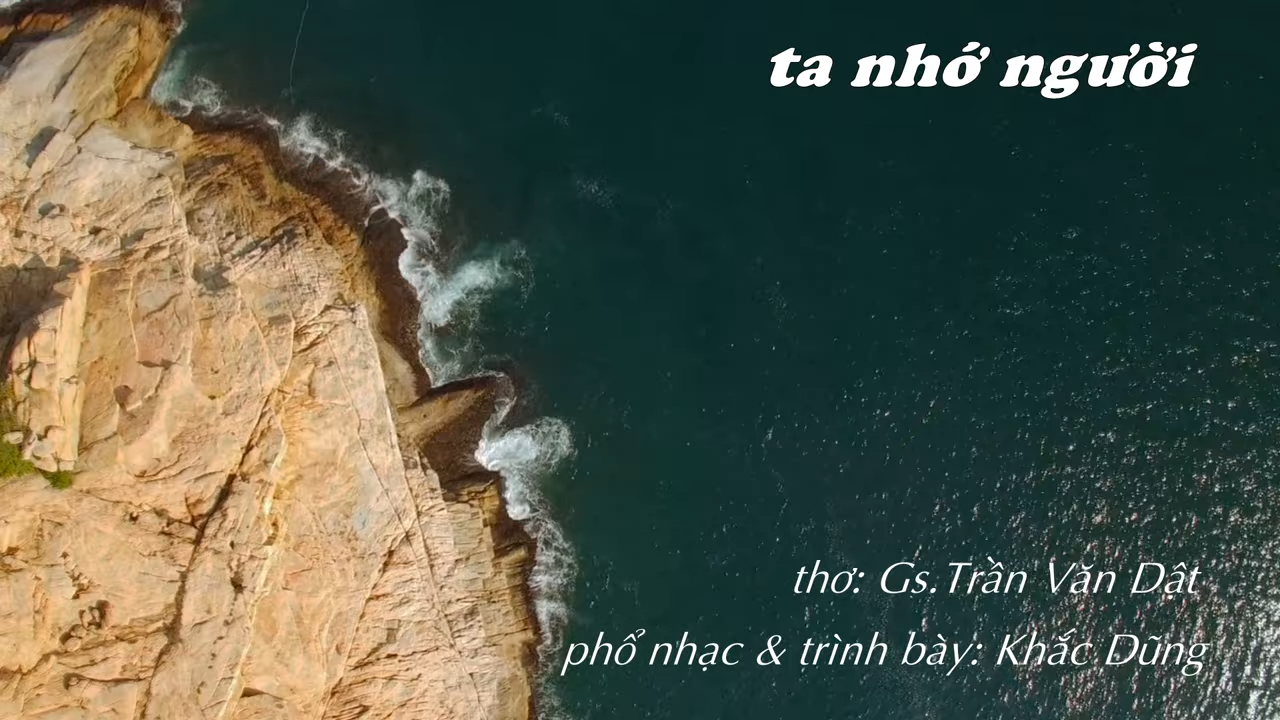 ta nhớ người
thơ: Gs.Trần Văn Dật
phổ nhạc & trình bày: Khắc Dũng